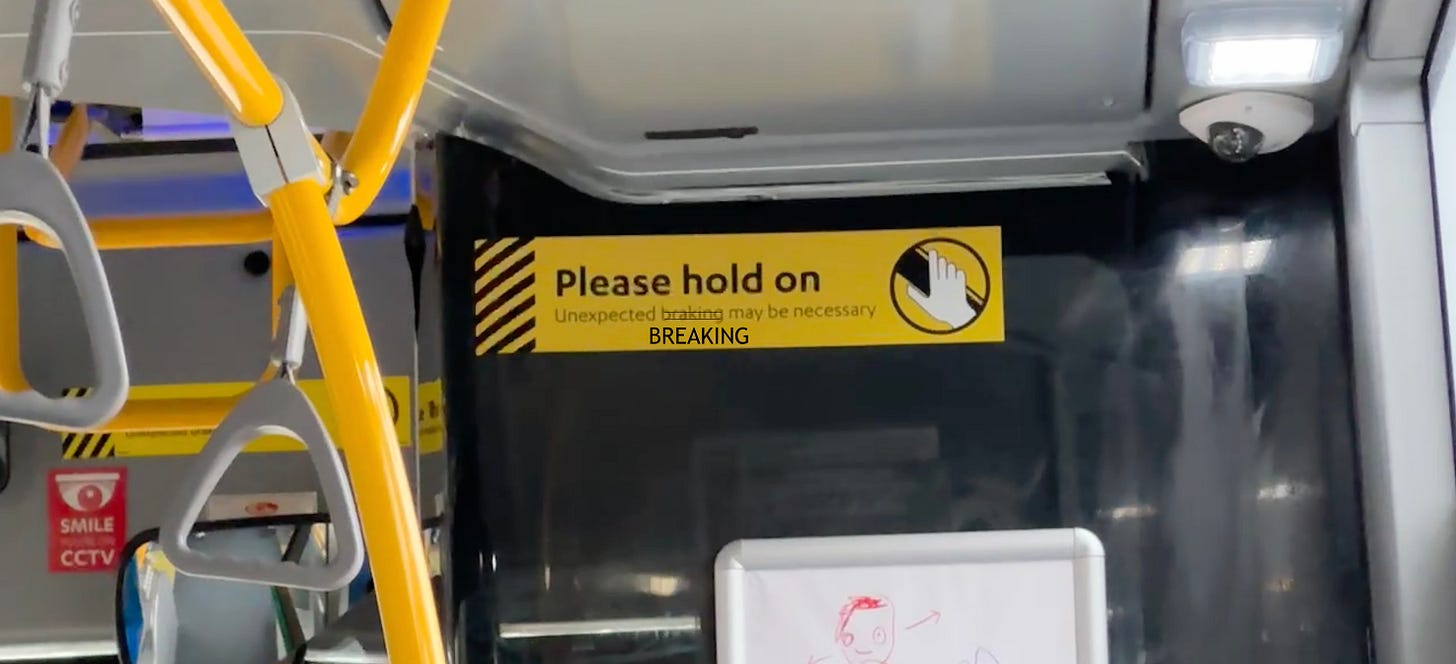 Please hold on
Unexpected braking may be necessary
BREAKING
SMILE
CCTV